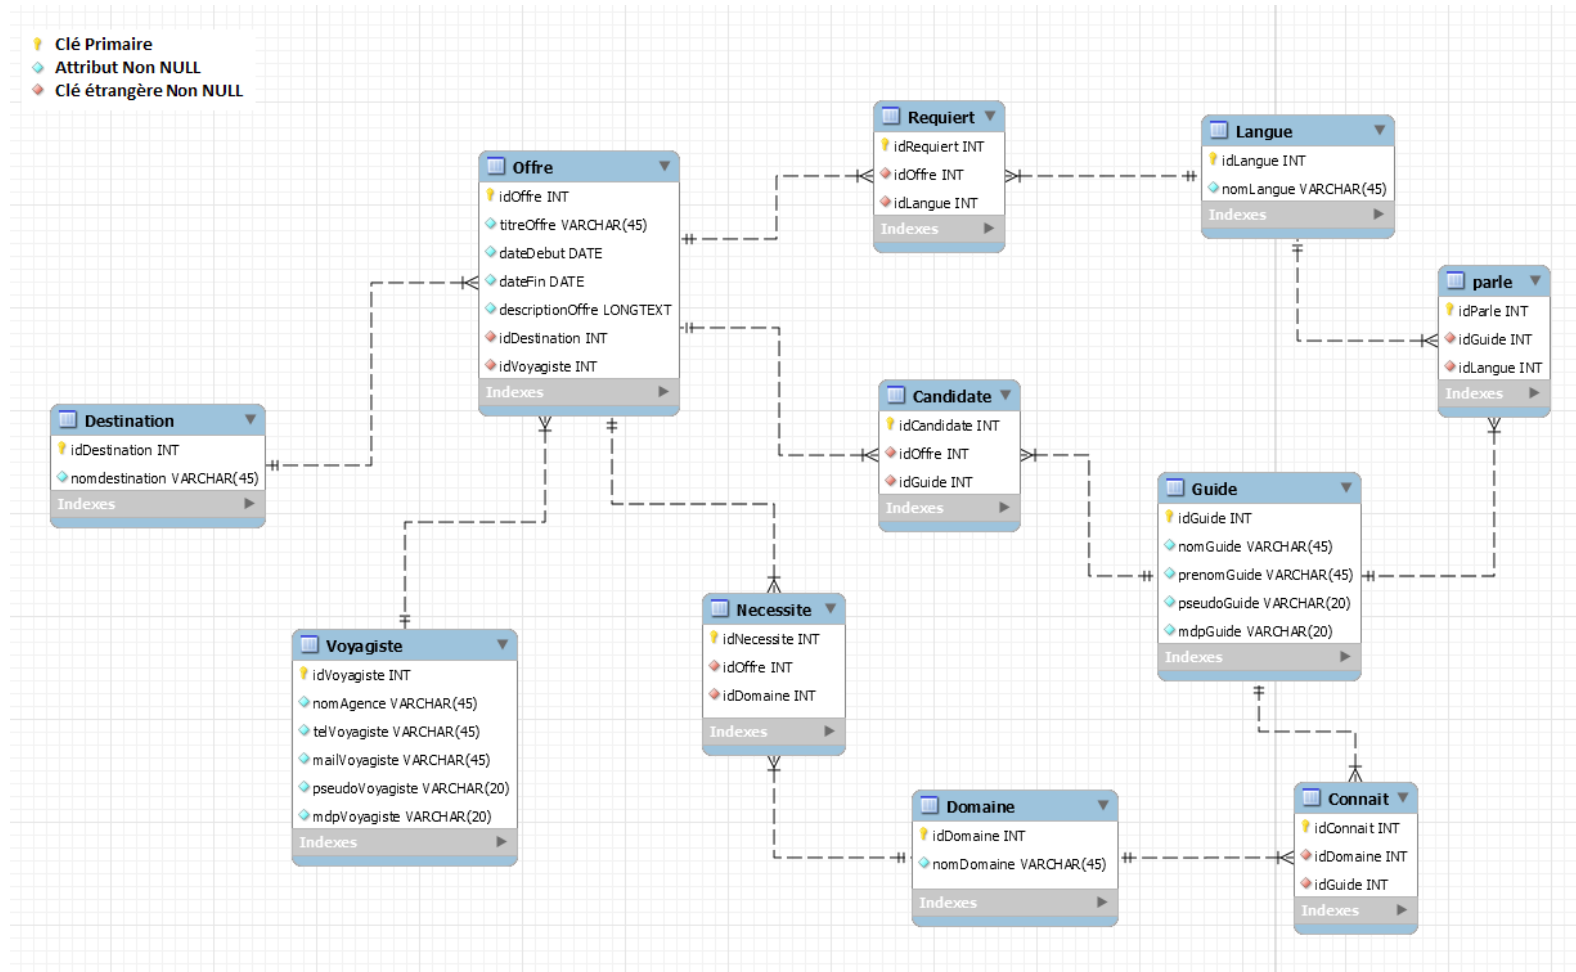 Clé Primaire
Attribut Non NULL
Clé étrangère Non NULL
Requiert
idRequiert INT
idOffre INT
idLangue INT
Indexes
Langue
idLangue INT
nomLangue VARCHAR(45)
Indexes
Offre
idOffre INT
titreOffre VARCHAR(45)
dateDebut DATE
dateFin DATE
descriptionOffre LONGTEXT
idDestination INT
idVoyagiste INT
Indexes
parle
idParle INT
idGuide INT
idLangue INT
Indexes
Destination
idDestination INT
nomdestination VARCHAR(45)
Indexes
Candidate
idCandidate INT
idOffre INT
idGuide INT
Indexes
Guide
idGuide INT
nomGuide VARCHAR(45)
prenomGuide VARCHAR(45)
pseudoGuide VARCHAR(20)
mdpGuide VARCHAR(20)
Indexes
Necessite
idNecessite INT
idOffre INT
idDomaine INT
Indexes
Voyagiste
idVoyagiste INT
nomAgence VARCHAR(45)
telVoyagiste VARCHAR(45)
mailVoyagiste VARCHAR(45)
pseudoVoyagiste VARCHAR(20)
mdpVoyagiste VARCHAR(20)
Indexes
Domaine
idDomaine INT
nomDomaine VARCHAR(45)
Indexes
Connait
idConnait INT
idDomaine INT
idGuide INT
Indexes